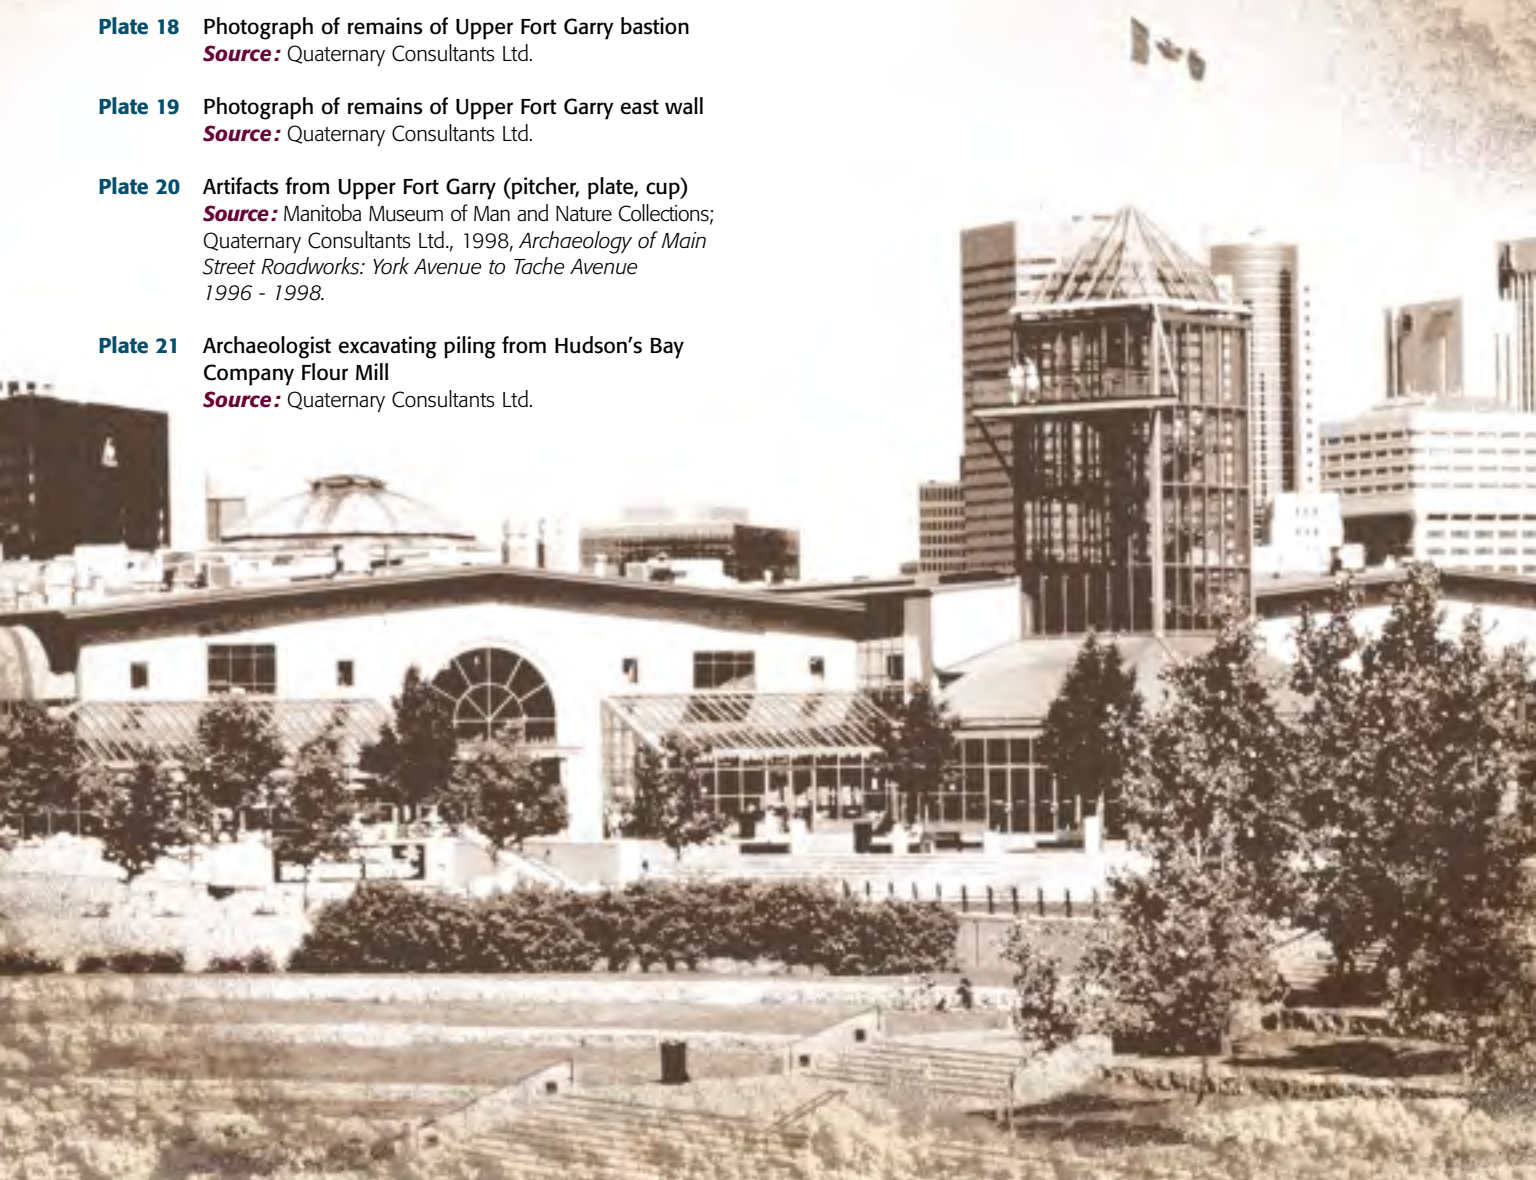 Plate 18 Photograph of remains of Upper Fort Garry bastion
Source: Quaternary Consultants Ltd.
Plate 19 Photograph of remains of Upper Fort Garry east wall
Source: Quaternary Consultants Ltd.
Plate 20 Artifacts from Upper Fort Garry (pitcher, plate, cup)
Source: Manitoba Museum of Man and Nature Collections;
Quaternary Consultants Ltd., 1998, Archaeology of Main
Street Roadworks: York Avenue to Tache Avenue
1996 - 1998.
Plate 21 Archaeologist excavating piling from Hudson's Bay
Company Flour Mill
Source: Quaternary Consultants Ltd.